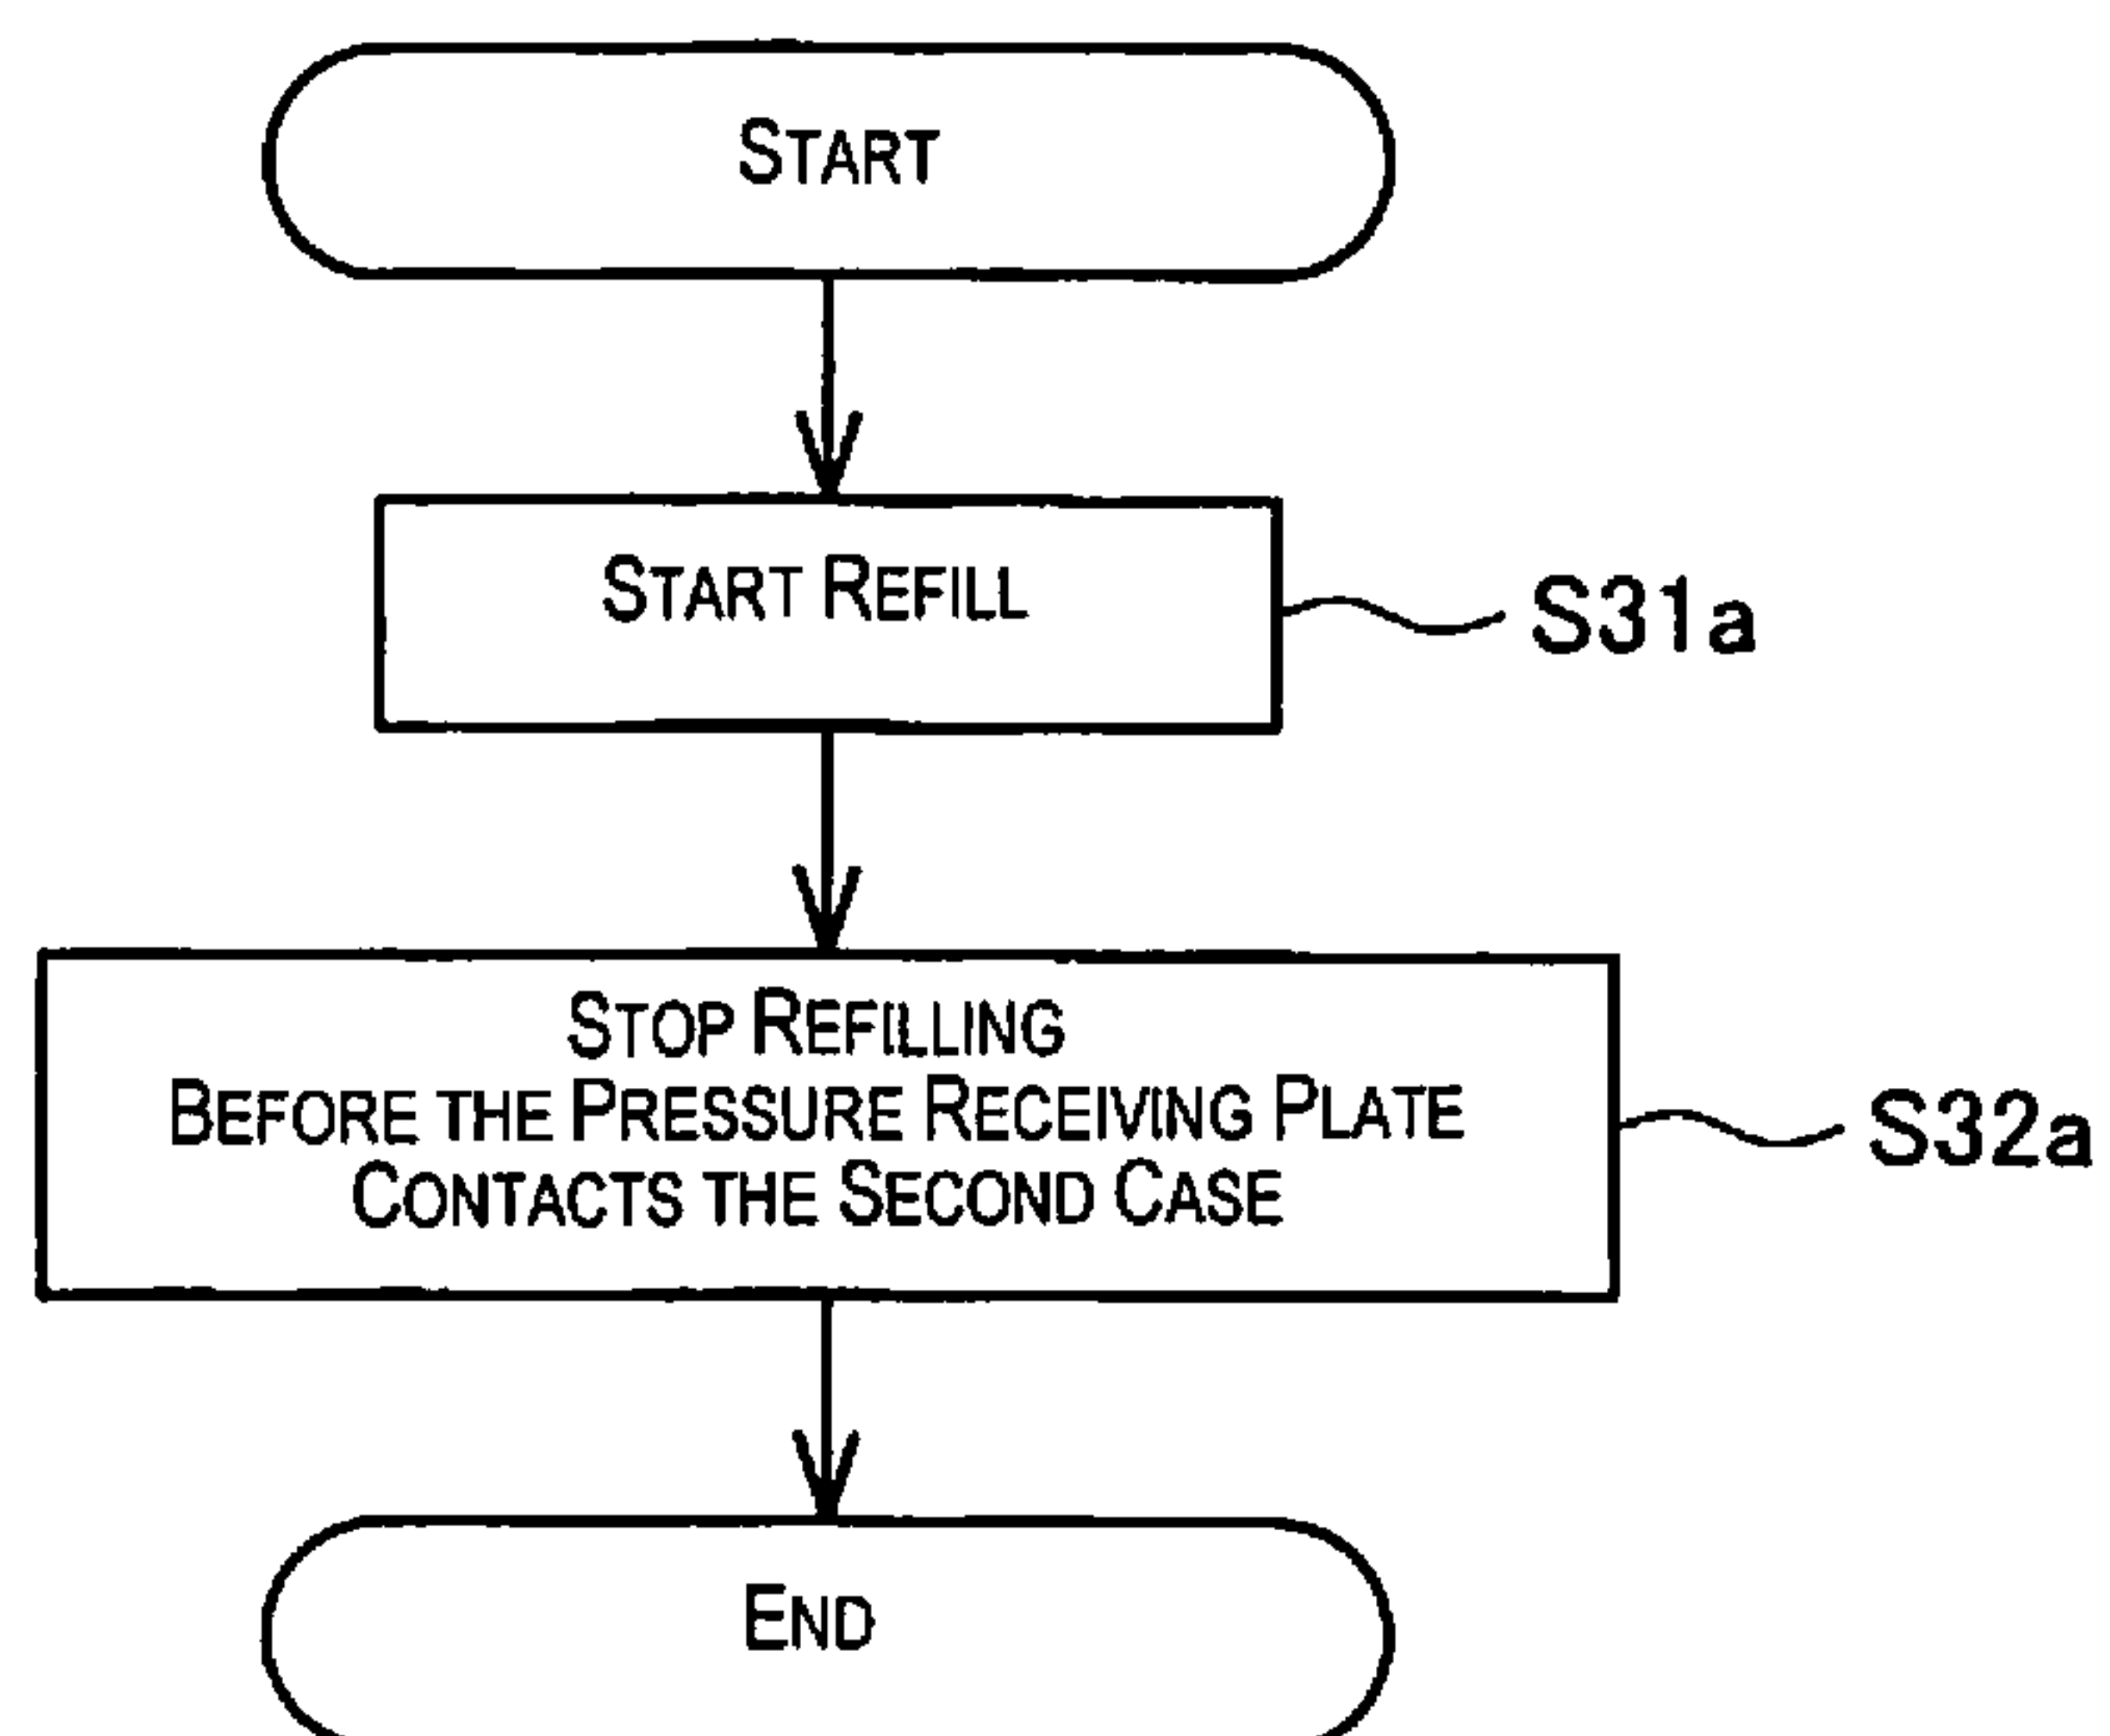 START
START REFILL
S31a
STOP REFILLING
BEFORE THE PRESSURE RECEIVING PLATE
CONTACTS THE SECOND CASE
S32a
END